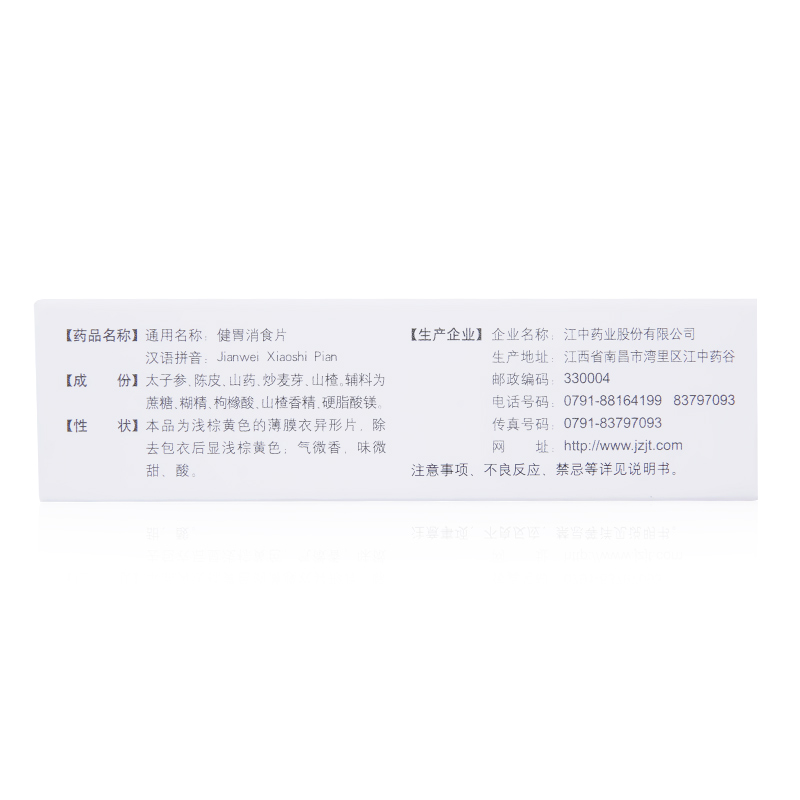 【药品名称】通用名称：健胃消食片
汉语拼音：Jianwei Xiaoshi Pian
【成　　份】太子参、陈皮、山药、炒麦芽、山楂。辅料为
蔗糖、糊精、枸橼酸、山楂香精、硬脂酸镁。
【性　　状】本品为浅棕黄色的薄膜衣异形片，除
去包衣后显浅棕黄色；气微香，味微
甜、酸。
【生产企业】企业名称：江中药业股份有限公司
生产地址：江西省南昌市湾里区江中药谷
邮政编码：330004
电话号码：0791-88164199 83797093
传真号码：0791-83797093
网　　址：http://www.jzjt.com
注意事项、不良反应、禁忌等详见说明书。